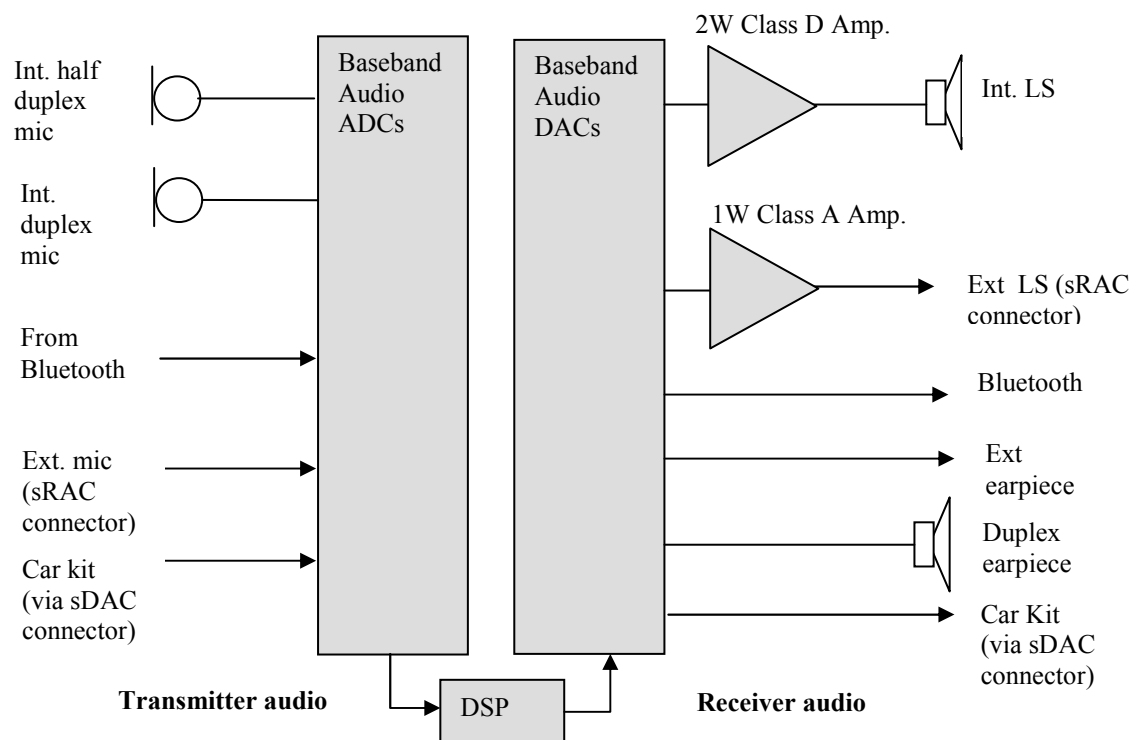 2W Class D Amp.
Int. half
duplex
mic
Baseband
Audio
ADCs
Baseband
Audio
DACs
Int. LS
Int.
duplex
mic
1W Class A Amp.
Ext LS (sRAC
connector)
From
Bluetooth
Bluetooth
Ext. mic
(sRAC
connector)
Ext
earpiece
Duplex
earpiece
Car kit
(via sDAC
connector)
Car Kit
(via sDAC
connector)
Transmitter audio
DSP
Receiver audio